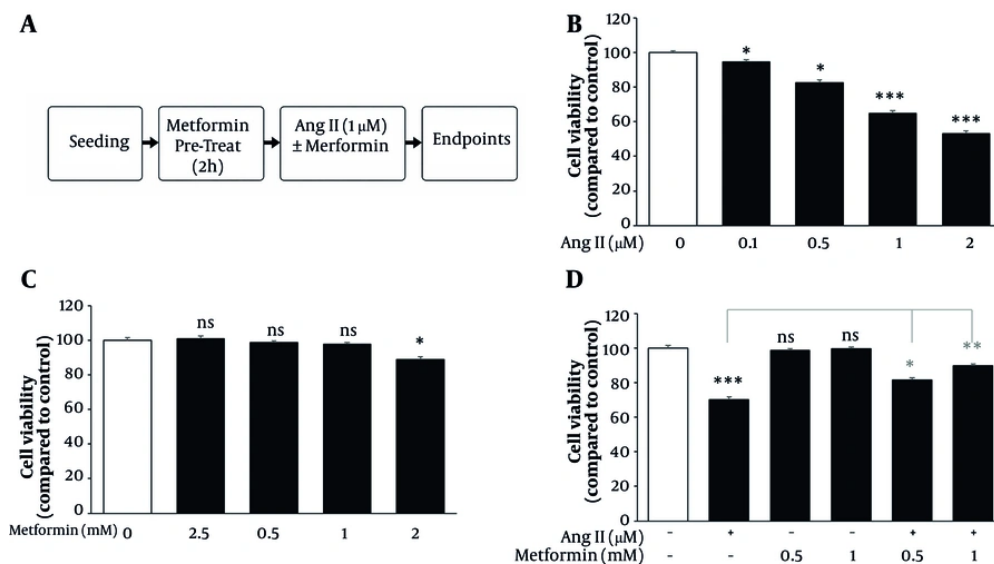 A
Seeding
Metformin
Pre-Treat
(2h)
Ang II (1 μM)
± Merformin
Endpoints
B
Cell viability
(compared to control)
120
100
80
60
40
20
0
* * *** ***
Ang II (μM) 0 0.1 0.5 1 2
C
Cell viability
(compared to control)
120
100
80
60
40
20
0
ns ns ns *
Metformin (mM) 0 2.5 0.5 1 2
D
Cell viability
(compared to control)
120
100
80
60
40
20
0
*** ns ns * **
Ang II (μM) - + - - + +
Metformin (mM) - - 0.5 1 0.5 1